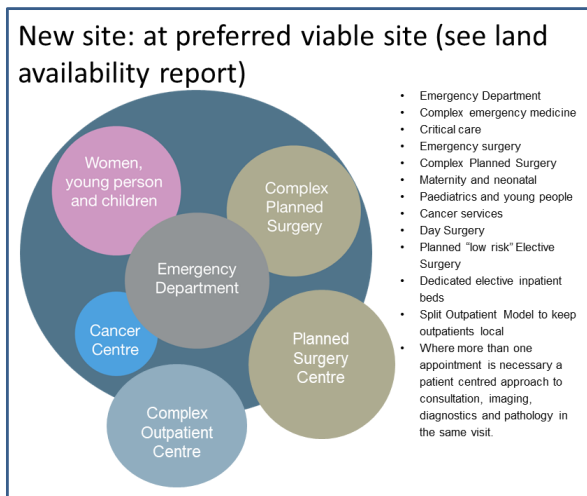 New site: at preferred viable site (see land
availability report)
Women,
young person
and children
Complex
Planned
Surgery
Emergency
Department
Cancer
Centre
Planned
Surgery
Centre
Complex
Outpatient
Centre
• Emergency Department
• Complex emergency medicine
• Critical care
• Emergency surgery
• Complex Planned Surgery
• Maternity and neonatal
• Paediatrics and young people
• Cancer services
• Day Surgery
• Planned "low risk" Elective
Surgery
• Dedicated elective inpatient
beds
• Split Outpatient Model to keep
outpatients local
• Where more than one
appointment is necessary a
patient centred approach to
consultation, imaging,
diagnostics and pathology in
the same visit.